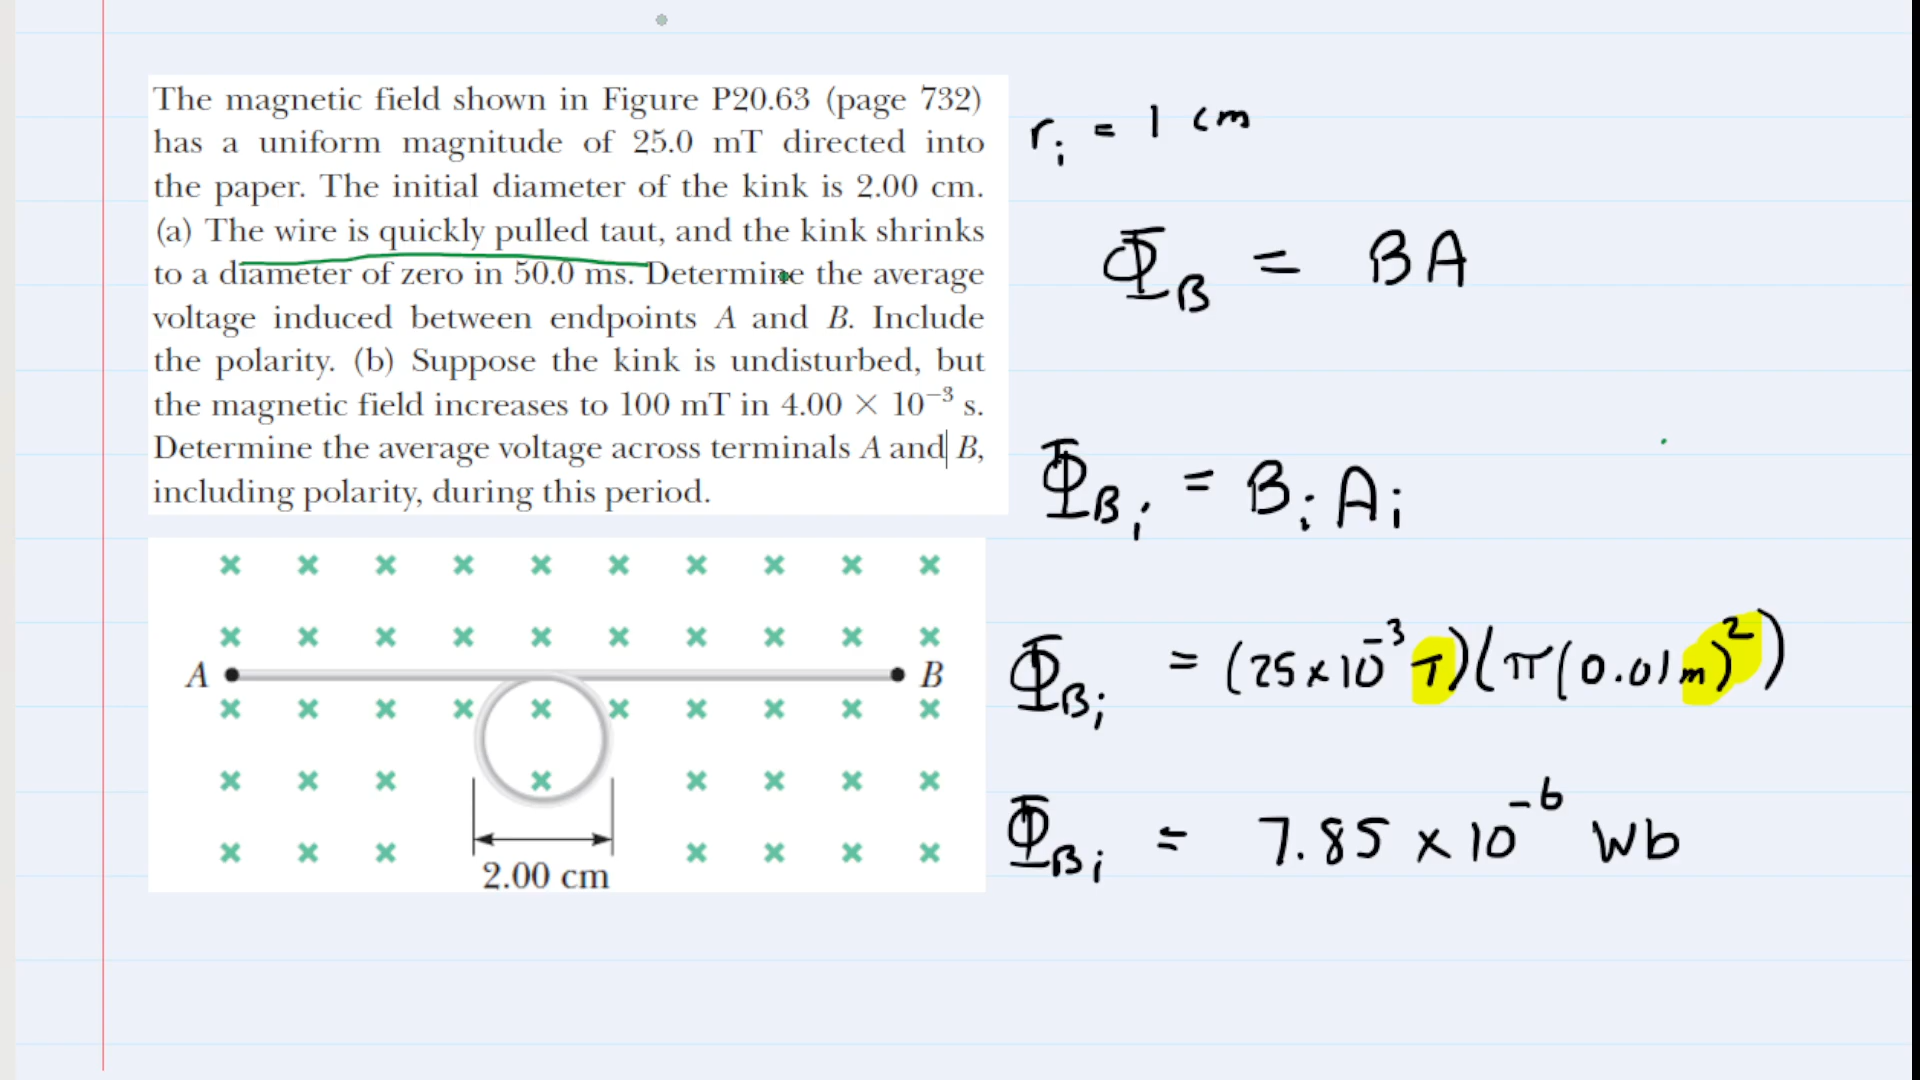 The magnetic field shown in Figure P20.63 (page 732)
has a uniform magnitude of 25.0 mT directed into
the paper. The initial diameter of the kink is 2.00 cm.
(a) The wire is quickly pulled taut, and the kink shrinks
to a diameter of zero in 50.0 ms. Determine the average
voltage induced between endpoints A and B. Include
the polarity. (b) Suppose the kink is undisturbed, but
the magnetic field increases to 100 mT in 4.00 × 10⁻³ s.
Determine the average voltage across terminals A and B,
including polarity, during this period.
A B
2.00 cm
rᵢ = 1 cm
Φ_B = BA
Φ_Bᵢ = Bᵢ Aᵢ
Φ_Bᵢ = (25 × 10⁻³ T)(π(0.01m)²)
Φ_Bᵢ = 7.85 × 10⁻⁶ Wb